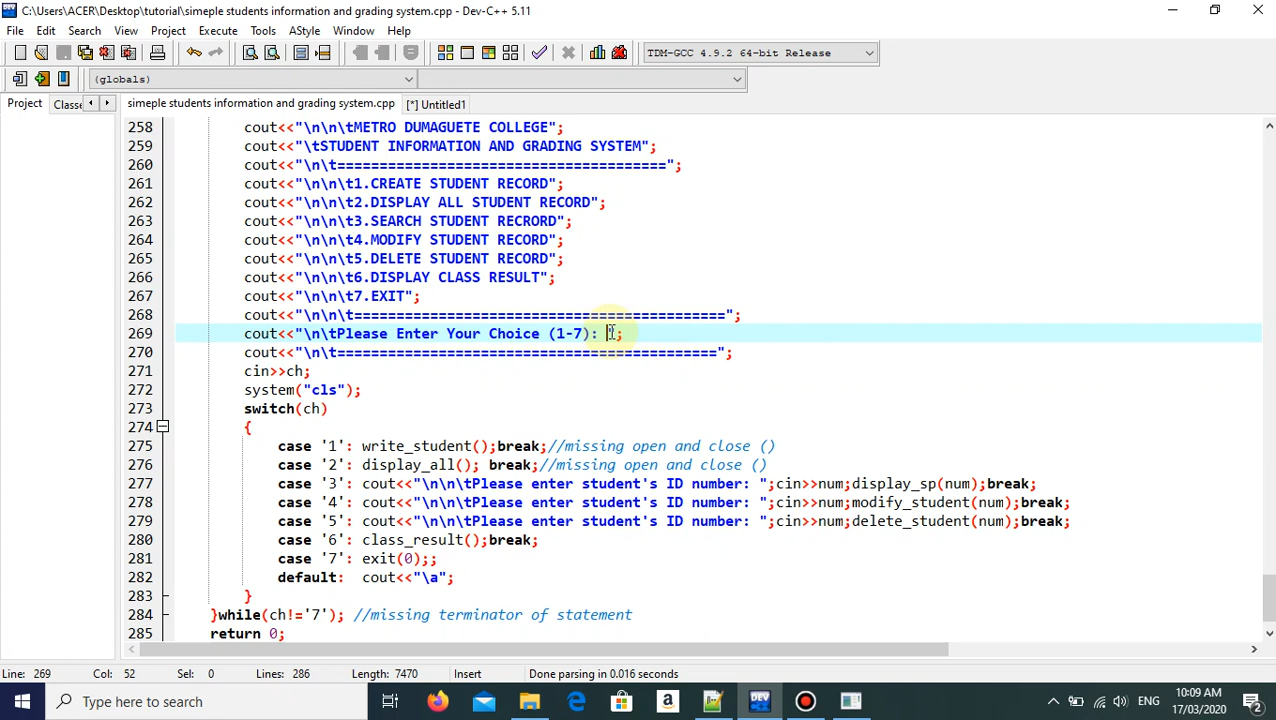 C:\Users\ACER\Desktop\tutorial\simeple students information and grading system.cpp - Dev-C++ 5.11
File Edit Search View Project Execute Tools AStyle Window Help
TDM-GCC 4.9.2 64-bit Release
(globals)
Project Classe simeple students information and grading system.cpp [*] Untitled1
258 cout<<"\n\n\tMETRO DUMAGUETE COLLEGE";
259 cout<<"\tSTUDENT INFORMATION AND GRADING SYSTEM";
260 cout<<"\n\t=======================================";
261 cout<<"\n\n\t1.CREATE STUDENT RECORD";
262 cout<<"\n\n\t2.DISPLAY ALL STUDENT RECORD";
263 cout<<"\n\n\t3.SEARCH STUDENT RECRORD";
264 cout<<"\n\n\t4.MODIFY STUDENT RECORD";
265 cout<<"\n\n\t5.DELETE STUDENT RECORD";
266 cout<<"\n\n\t6.DISPLAY CLASS RESULT";
267 cout<<"\n\n\t7.EXIT";
268 cout<<"\n\n\t============================================";
269 cout<<"\n\tPlease Enter Your Choice (1-7): ";
270 cout<<"\n\t=============================================";
271 cin>>ch;
272 system("cls");
273 switch(ch)
274 {
275 case '1': write_student();break;//missing open and close ()
276 case '2': display_all(); break;//missing open and close ()
277 case '3': cout<<"\n\n\tPlease enter student's ID number: ";cin>>num;display_sp(num);break;
278 case '4': cout<<"\n\n\tPlease enter student's ID number: ";cin>>num;modify_student(num);break;
279 case '5': cout<<"\n\n\tPlease enter student's ID number: ";cin>>num;delete_student(num);break;
280 case '6': class_result();break;
281 case '7': exit(0);;
282 default: cout<<"\a";
283 }
284 }while(ch!='7'); //missing terminator of statement
285 return 0;
Line: 269 Col: 52 Sel: 0 Lines: 286 Length: 7470 Insert Done parsing in 0.016 seconds
Type here to search DEV ENG 10:09 AM
17/03/2020 2